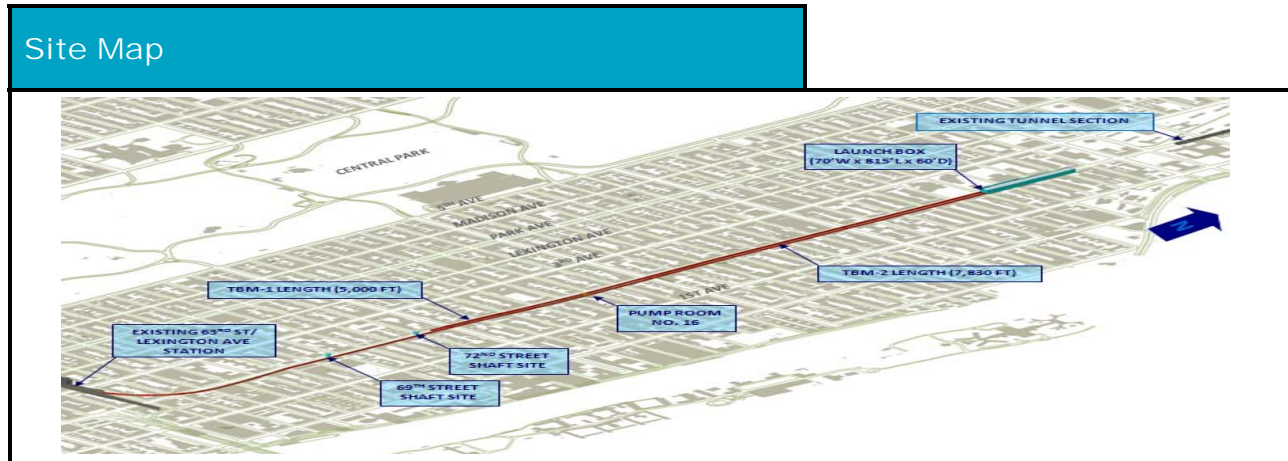 Site Map
EXISTING TUNNEL SECTION
LAUNCH BOX
(70'W x 815'L x 60'D)
CENTRAL PARK
5TH AVE
MADISON AVE
PARK AVE
LEXINGTON AVE
3RD AVE
1ST AVE
N
TBM-1 LENGTH (5,000 FT)
TBM-2 LENGTH (7,830 FT)
PUMP ROOM
NO. 16
EXISTING 63RD ST/
LEXINGTON AVE
STATION
72ND STREET
SHAFT SITE
69TH STREET
SHAFT SITE